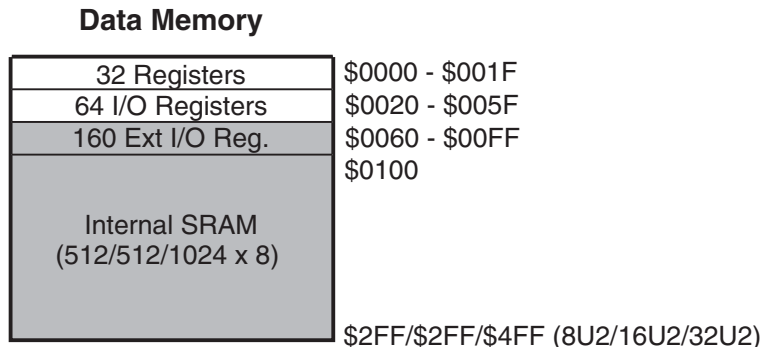 Data Memory
32 Registers $0000 - $001F
64 I/O Registers $0020 - $005F
160 Ext I/O Reg. $0060 - $00FF
$0100
Internal SRAM
(512/512/1024 x 8)
$2FF/$2FF/$4FF (8U2/16U2/32U2)